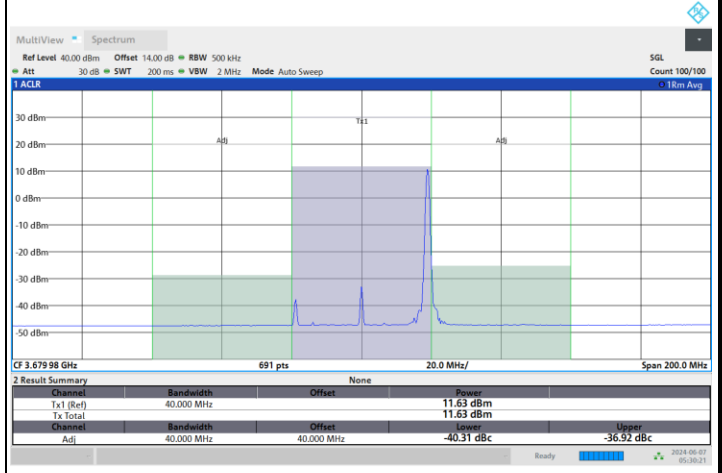 MultiView Spectrum
Ref Level 40.00 dBm Offset 14.00 dB RBW 500 kHz SGL
Att 30 dB SWT 200 ms VBW 2 MHz Mode Auto Sweep Count 100/100
1 ACLR 1Rm Avg
30 dBm
Tx1
20 dBm
Adj Adj
10 dBm
0 dBm
-10 dBm
-20 dBm
-30 dBm
-40 dBm
-50 dBm
CF 3.679 98 GHz 691 pts 20.0 MHz/ Span 200.0 MHz
2 Result Summary None
Channel Bandwidth Offset Power
Tx1 (Ref) 40.000 MHz 11.63 dBm
Tx Total 11.63 dBm
Channel Bandwidth Offset Lower Upper
Adj 40.000 MHz 40.000 MHz -40.31 dBc -36.92 dBc
Ready 2024-06-07
05:30:21